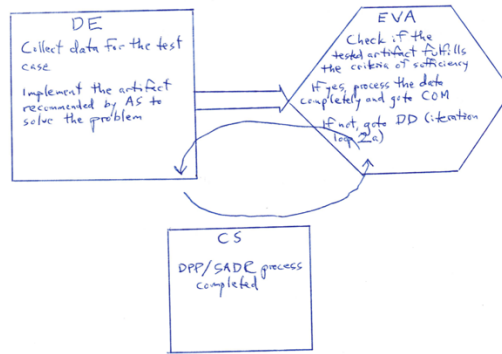 DE
Collect data for the test
case
Implement the artifact
recommended by AS to
solve the problem
EVA
Check if the
tested artifact fulfills
the criteria of sufficiency
If yes, process the data
completely and goto COM
If not, goto DD (iteration
loop 2a)
CS
DPP/SADR process
completed